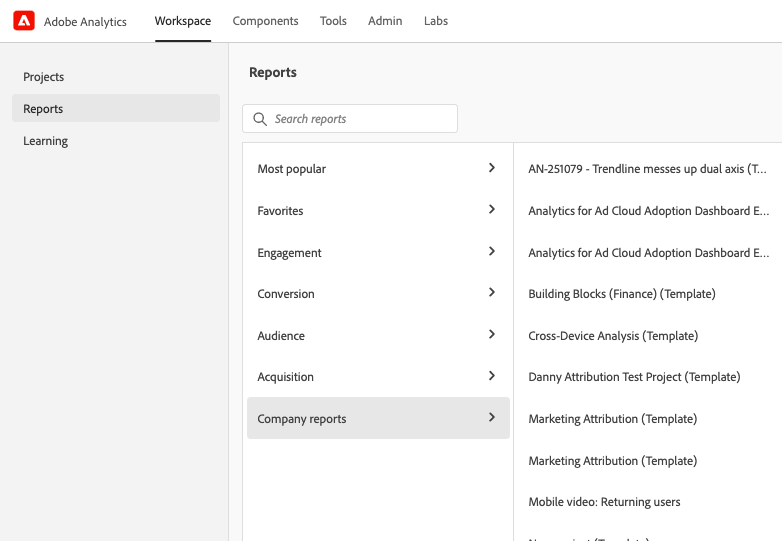 Adobe Analytics
Workspace
Components
Tools
Admin
Labs
Projects
Reports
Learning
Reports
Search reports
Most popular
Favorites
Engagement
Conversion
Audience
Acquisition
Company reports
AN-251079 - Trendline messes up dual axis (T...
Analytics for Ad Cloud Adoption Dashboard E...
Analytics for Ad Cloud Adoption Dashboard E...
Building Blocks (Finance) (Template)
Cross-Device Analysis (Template)
Danny Attribution Test Project (Template)
Marketing Attribution (Template)
Marketing Attribution (Template)
Mobile video: Returning users